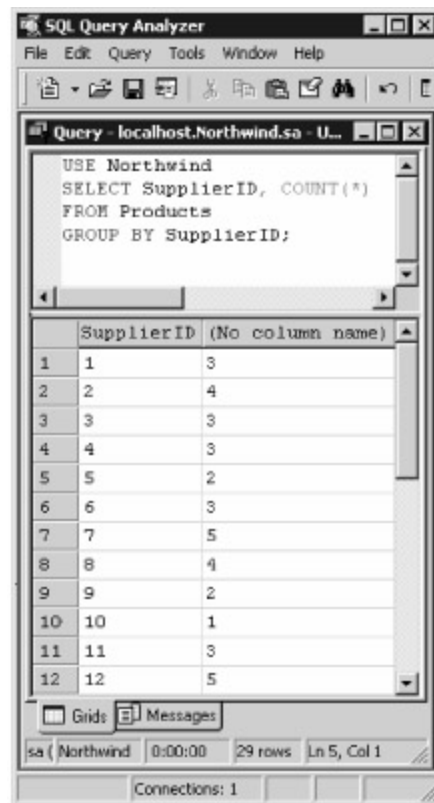 SQL Query Analyzer
File Edit Query Tools Window Help
Query - localhost.Northwind.sa - U...
USE Northwind
SELECT SupplierID, COUNT(*)
FROM Products
GROUP BY SupplierID;
SupplierID (No column name)
1 1 3
2 2 4
3 3 3
4 4 3
5 5 2
6 6 3
7 7 5
8 8 4
9 9 2
10 10 1
11 11 3
12 12 5
Grids Messages
sa ( Northwind 0:00:00 29 rows Ln 5, Col 1
Connections: 1